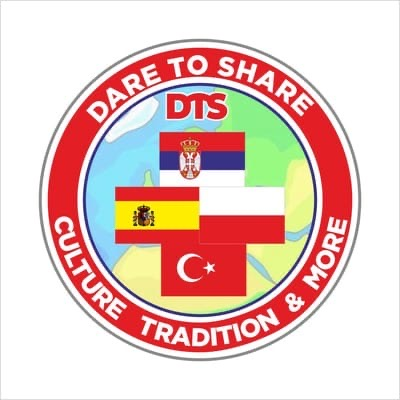 DARE TO SHARE
DTS
CULTURE TRADITION & MORE